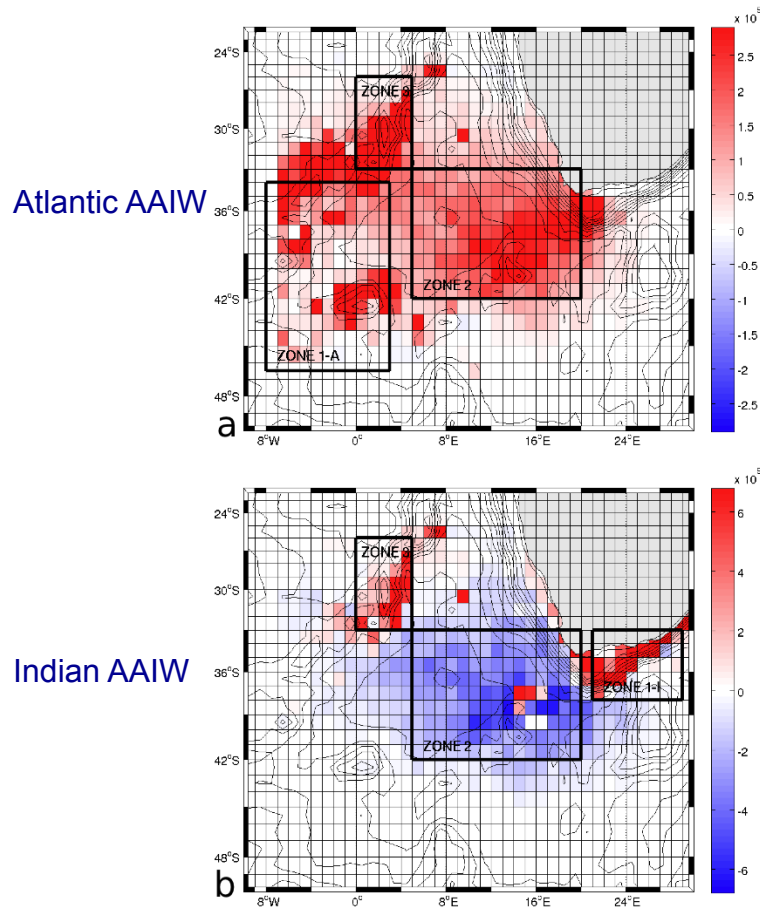 Atlantic AAIW
24°S
30°S
36°S
42°S
48°S
8°W
0°
8°E
16°E
24°E
ZONE 3
ZONE 2
ZONE 1-A
a
x 10⁵
2.5
2
1.5
1
0.5
0
-0.5
-1
-1.5
-2
-2.5
Indian AAIW
24°S
30°S
36°S
42°S
48°S
8°W
0°
8°E
16°E
24°E
ZONE 3
ZONE 1-I
ZONE 2
b
6
4
2
0
-2
-4
-6